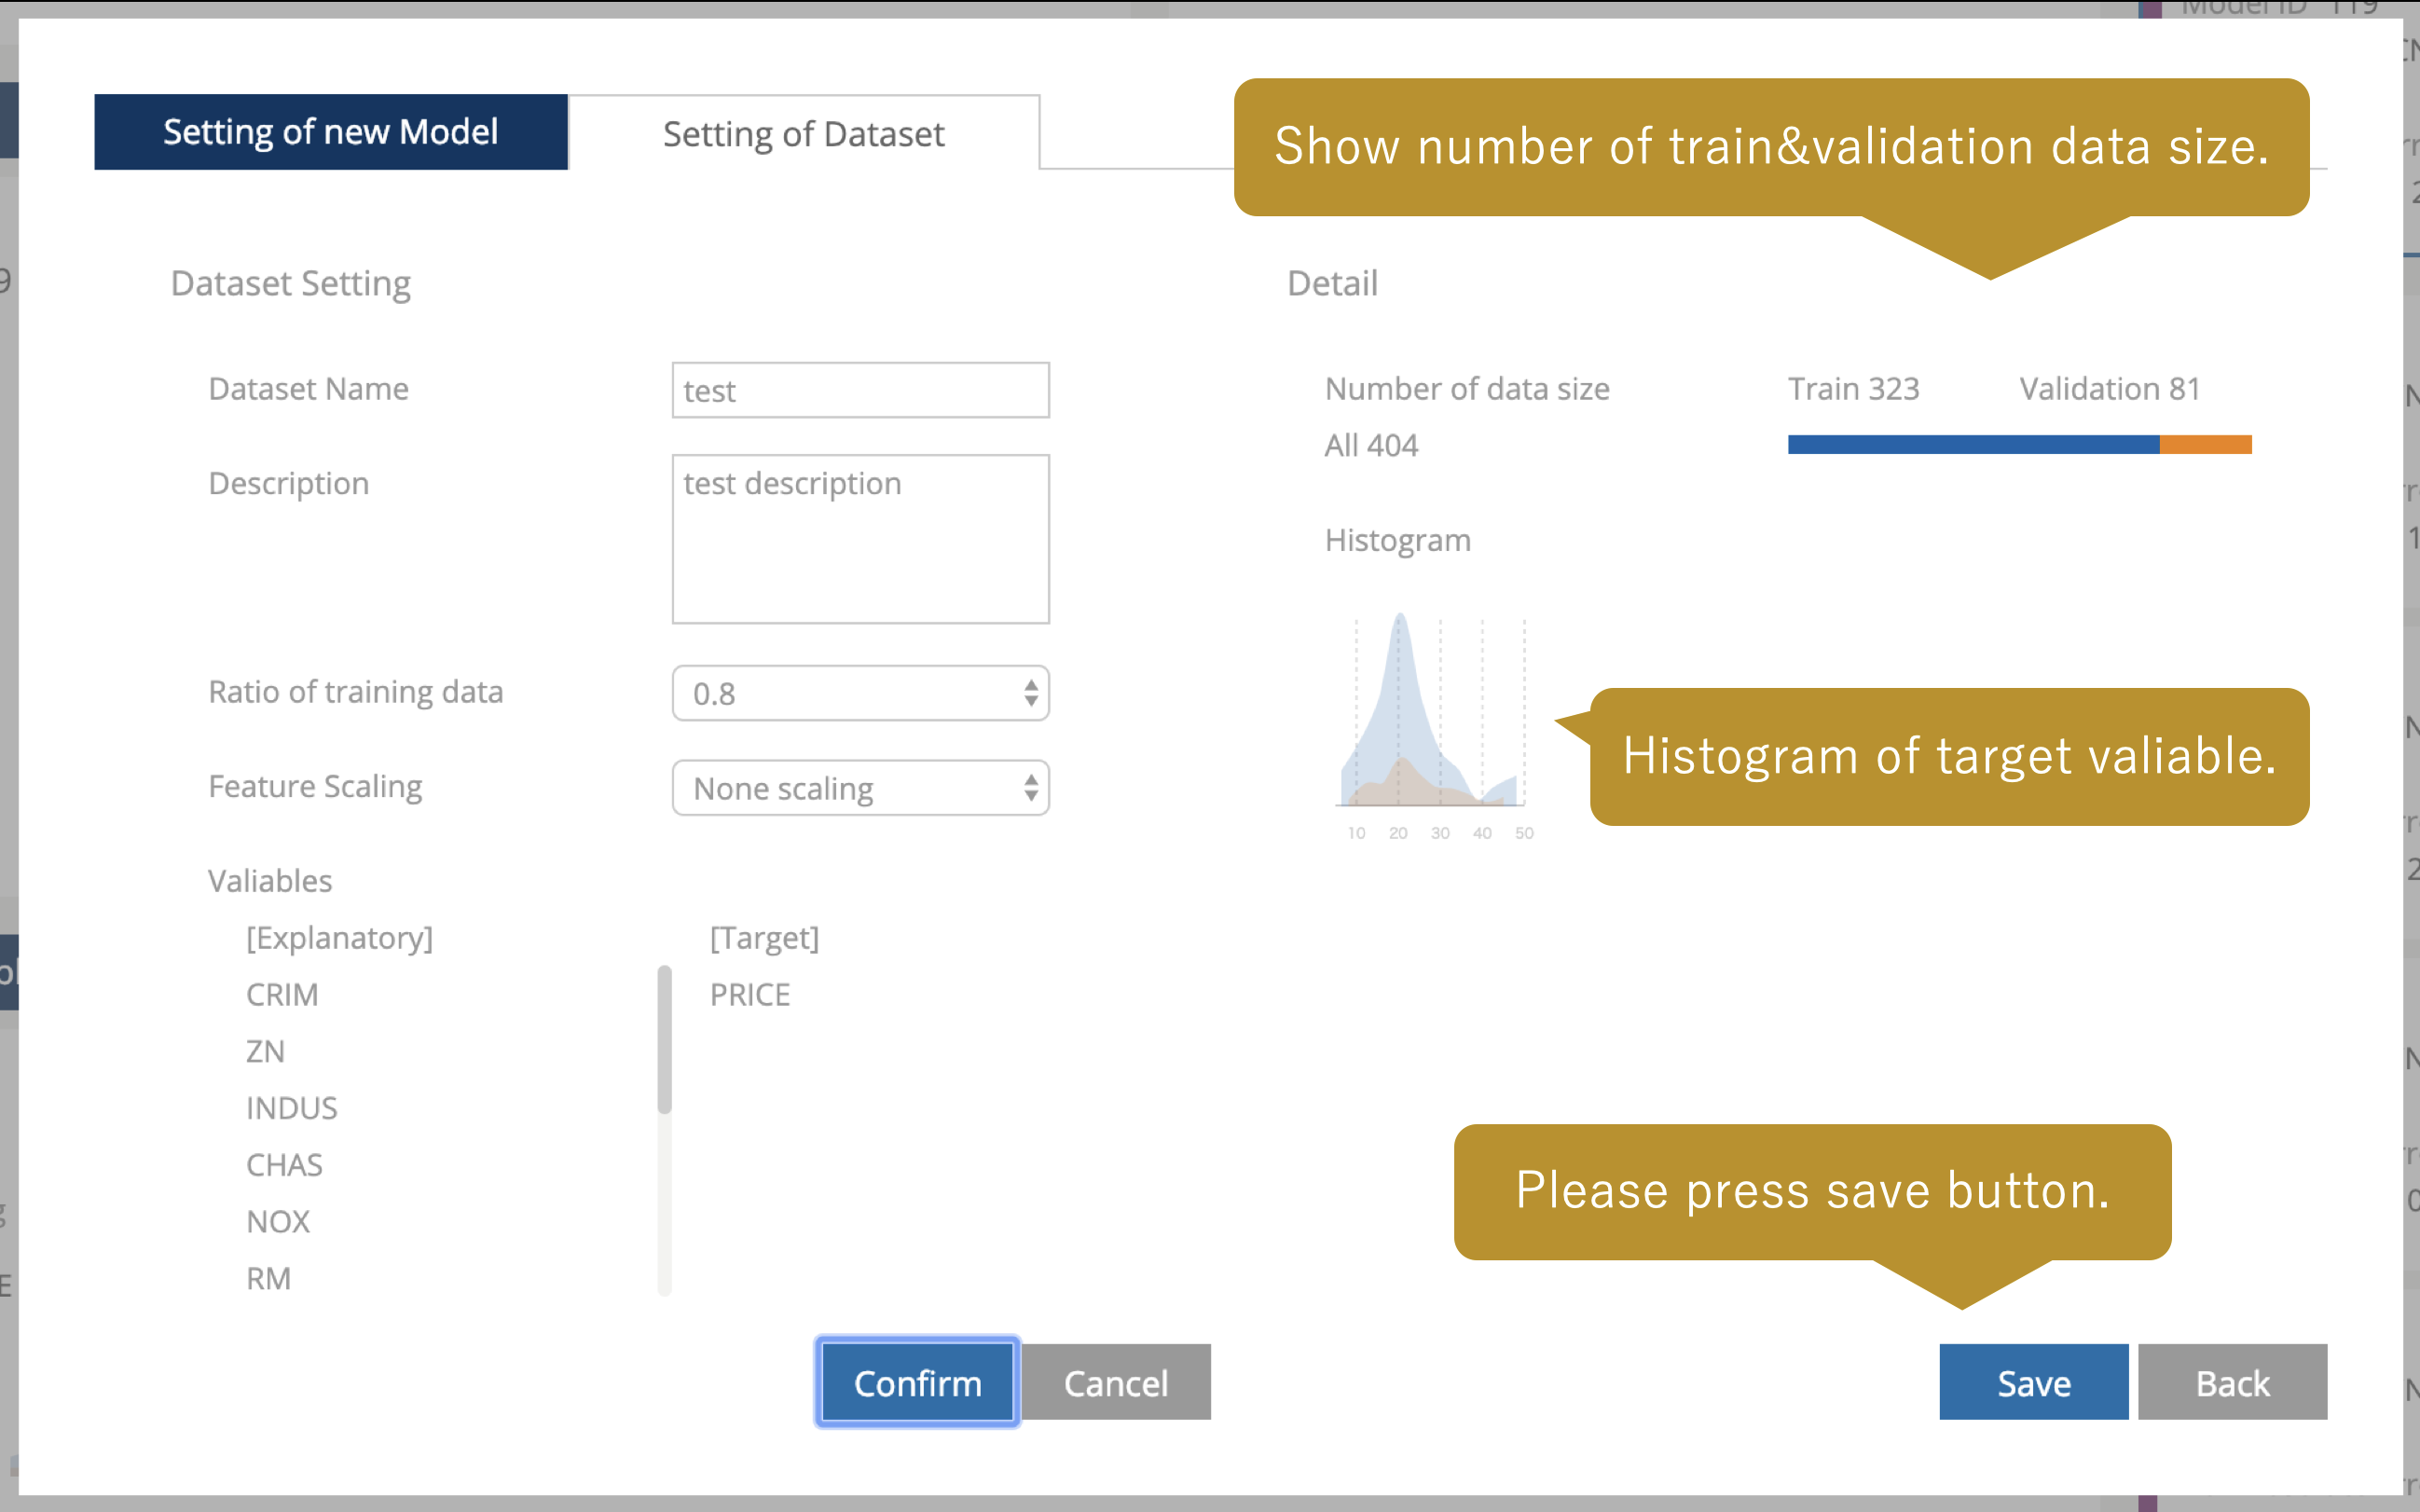 Model ID 119
Setting of new Model
Setting of Dataset
Show number of train&validation data size.
Dataset Setting
Dataset Name
test
Description
test description
Ratio of training data
0.8
Feature Scaling
None scaling
Valiables
[Explanatory]
CRIM
ZN
INDUS
CHAS
NOX
RM
[Target]
PRICE
Confirm
Cancel
Detail
Number of data size
All 404
Train 323
Validation 81
Histogram
10 20 30 40 50
Histogram of target valiable.
Please press save button.
Save
Back